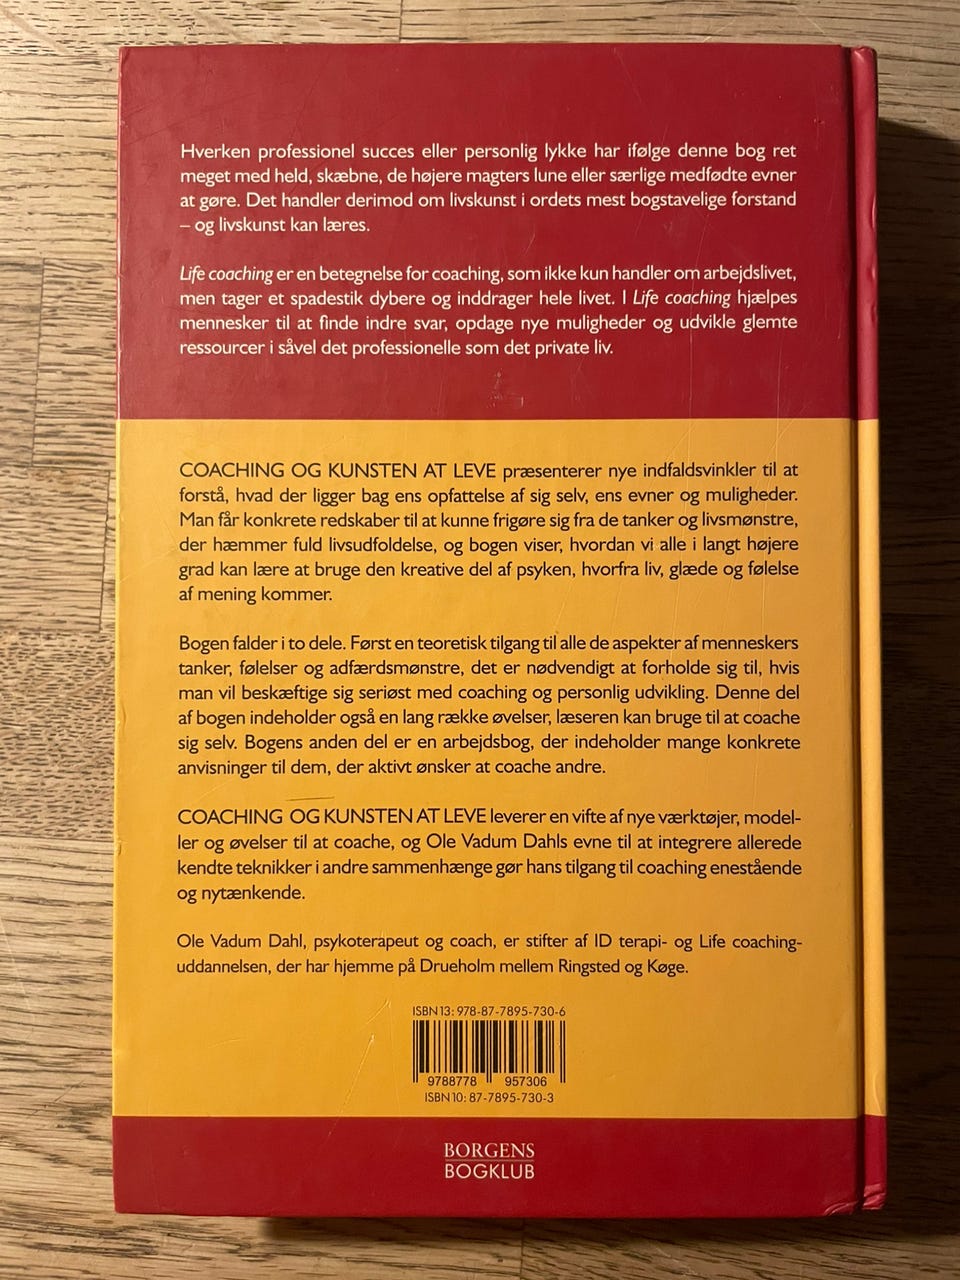 Hverken professionel succes eller personlig lykke har ifølge denne bog ret
meget med held, skæbne, de højere magters lune eller særlige medfødte evner
at gøre. Det handler derimod om livskunst i ordets mest bogstavelige forstand
– og livskunst kan læres.
Life coaching er en betegnelse for coaching, som ikke kun handler om arbejdslivet,
men tager et spadestik dybere og inddrager hele livet. I Life coaching hjælpes
mennesker til at finde indre svar, opdage nye muligheder og udvikle glemte
ressourcer i såvel det professionelle som det private liv.
COACHING OG KUNSTEN AT LEVE præsenterer nye indfaldsvinkler til at
forstå, hvad der ligger bag ens opfattelse af sig selv, ens evner og muligheder.
Man får konkrete redskaber til at kunne frigøre sig fra de tanker og livsmønstre,
der hæmmer fuld livsudfoldelse, og bogen viser, hvordan vi alle i langt højere
grad kan lære at bruge den kreative del af psyken, hvorfra liv, glæde og følelse
af mening kommer.
Bogen falder i to dele. Først en teoretisk tilgang til alle de aspekter af menneskers
tanker, følelser og adfærdsmønstre, det er nødvendigt at forholde sig til, hvis
man vil beskæftige sig seriøst med coaching og personlig udvikling. Denne del
af bogen indeholder også en lang række øvelser, læseren kan bruge til at coache
sig selv. Bogens anden del er en arbejdsbog, der indeholder mange konkrete
anvisninger til dem, der aktivt ønsker at coache andre.
COACHING OG KUNSTEN AT LEVE leverer en vifte af nye værktøjer, model-
ler og øvelser til at coache, og Ole Vadum Dahls evne til at integrere allerede
kendte teknikker i andre sammenhænge gør hans tilgang til coaching enestående
og nytænkende.
Ole Vadum Dahl, psykoterapeut og coach, er stifter af ID terapi- og Life coaching-
uddannelsen, der har hjemme på Drueholm mellem Ringsted og Køge.
ISBN13: 978-87-7895-730-6
9788778 957306
ISBN10: 87-7895-730-3
BORGENS
BOGKLUB